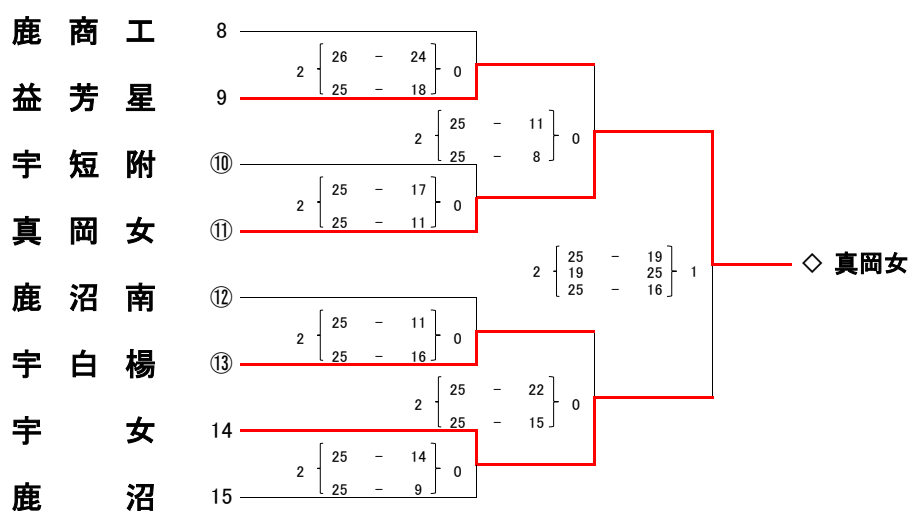 鹿商工 8
2 26 － 24 0
25 － 18
益芳星 9
2 25 － 11 0
25 － 8
宇短附 ⑩
2 25 － 17 0
25 － 11
真岡女 ⑪
2 25 － 19 1
19 25
25 － 16
◇ 真岡女
鹿沼南 ⑫
2 25 － 11 0
25 － 16
宇白楊 ⑬
2 25 － 22 0
25 － 15
宇女 14
2 25 － 14 0
25 － 9
鹿沼 15